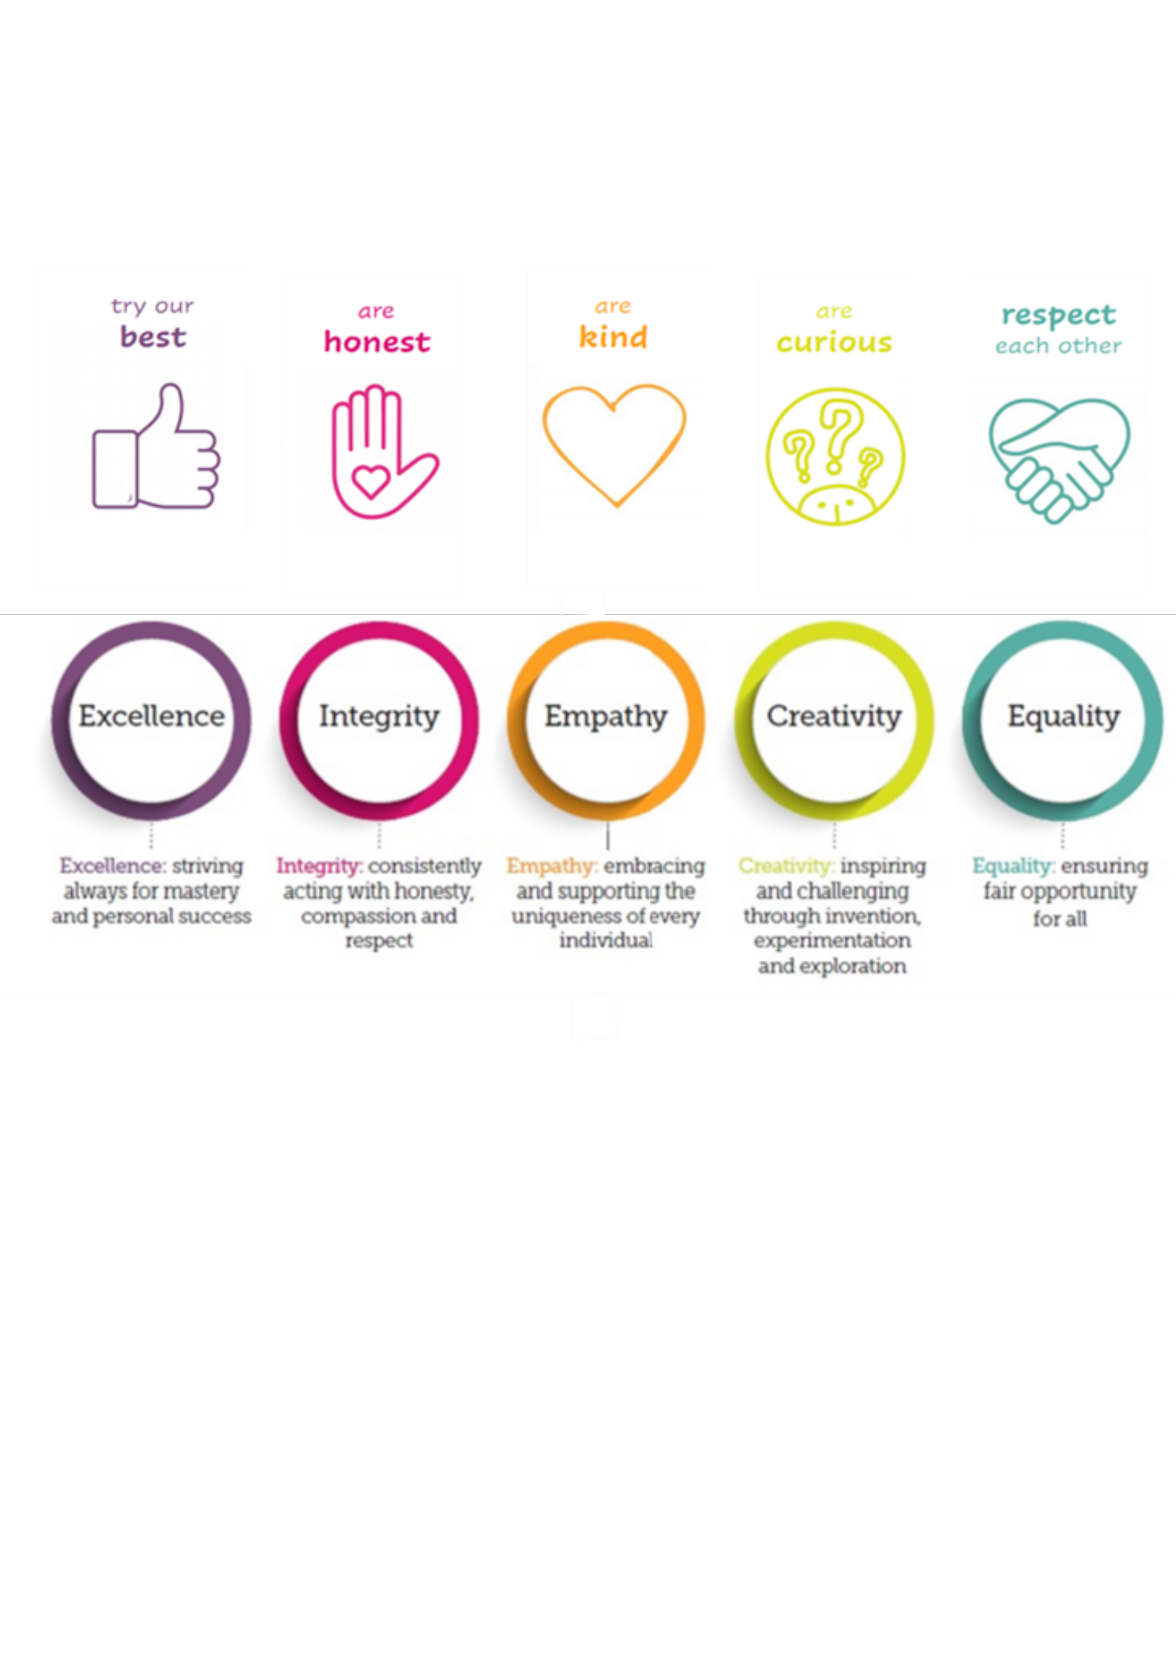 try our
best
are
honest
are
kind
are
curious
respect
each other
Excellence
Integrity
Empathy
Creativity
Equality
Excellence: striving
always for mastery
and personal success
Integrity: consistently
acting with honesty,
compassion and
respect
Empathy: embracing
and supporting the
uniqueness of every
individual
Creativity: inspiring
and challenging
through invention,
experimentation
and exploration
Equality: ensuring
fair opportunity
for all